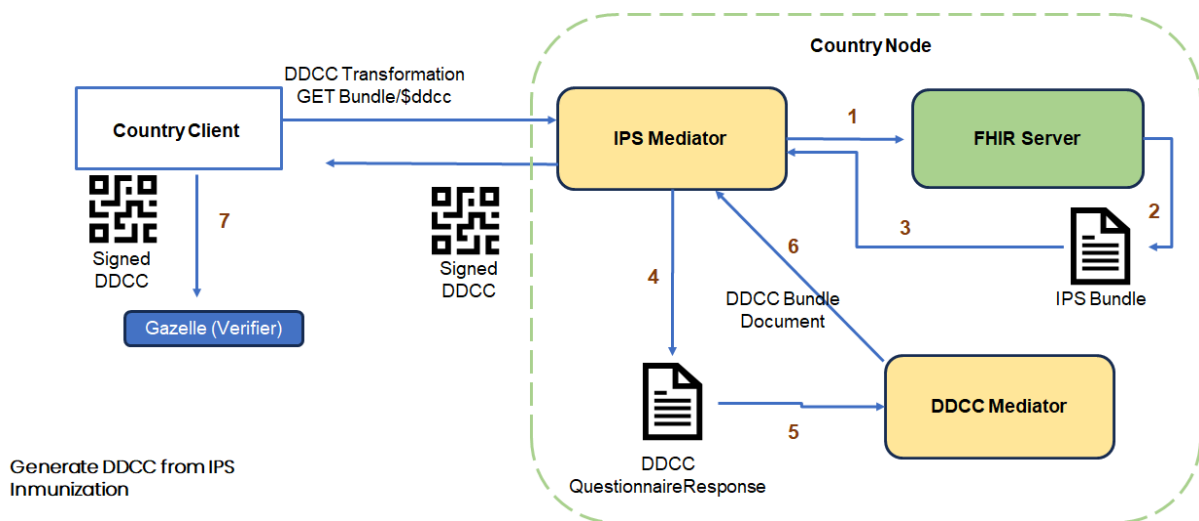 Country Node
DDCC Transformation
GET Bundle/$ddcc
Country Client
IPS Mediator
1
FHIR Server
2
3
7
Signed
DDCC
Signed
DDCC
4
6
IPS Bundle
DDCC Bundle
Document
Gazelle (Verifier)
DDCC Mediator
5
DDCC
QuestionnaireResponse
Generate DDCC from IPS
Inmunization